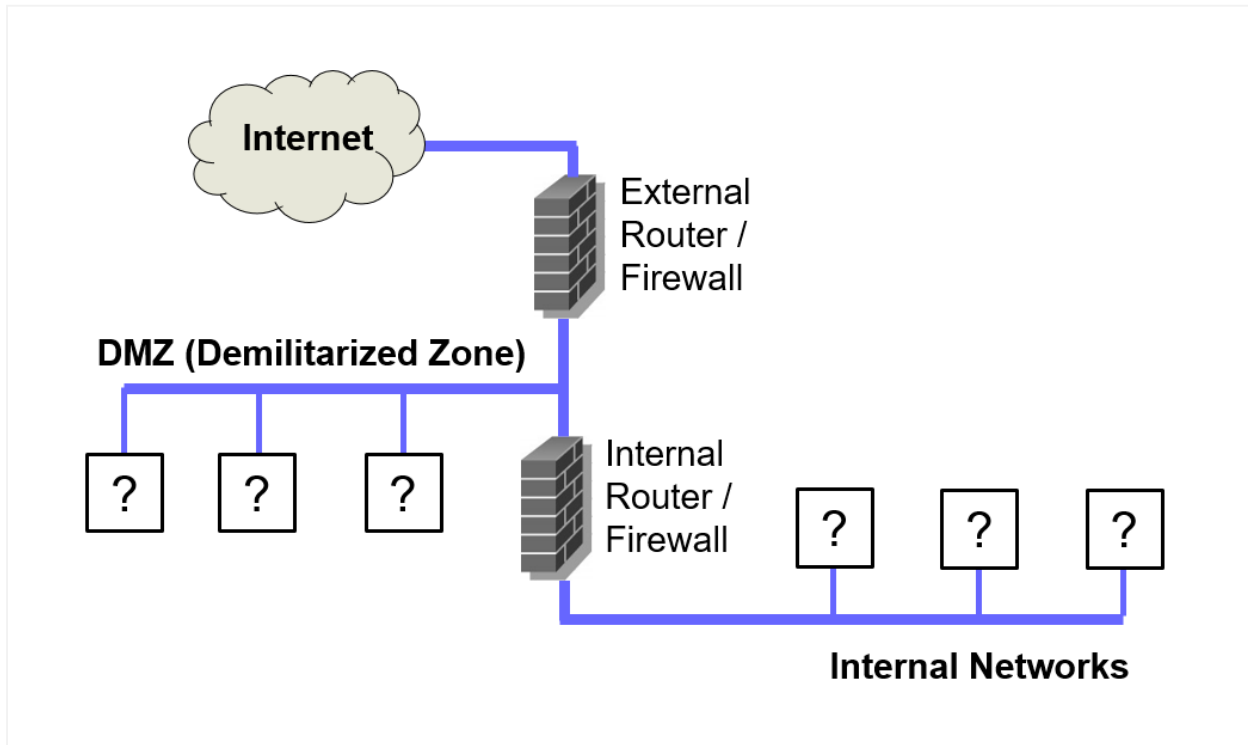 Internet
External
Router /
Firewall
DMZ (Demilitarized Zone)
? ? ?
Internal
Router /
Firewall
? ? ?
Internal Networks